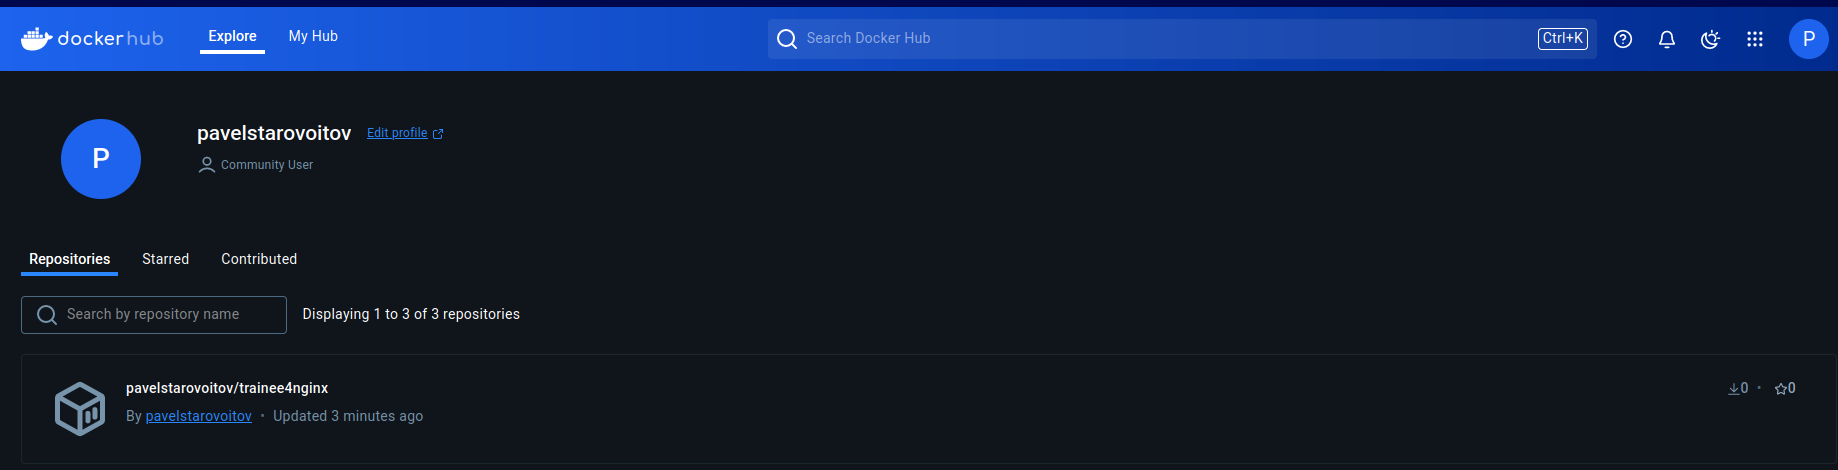 docker hub Explore My Hub Search Docker Hub Ctrl+K ? P
P
pavelstarovoitov Edit profile
Community User
Repositories Starred Contributed
Search by repository name Displaying 1 to 3 of 3 repositories
pavelstarovoitov/trainee4nginx 0 • 0
By pavelstarovoitov • Updated 3 minutes ago